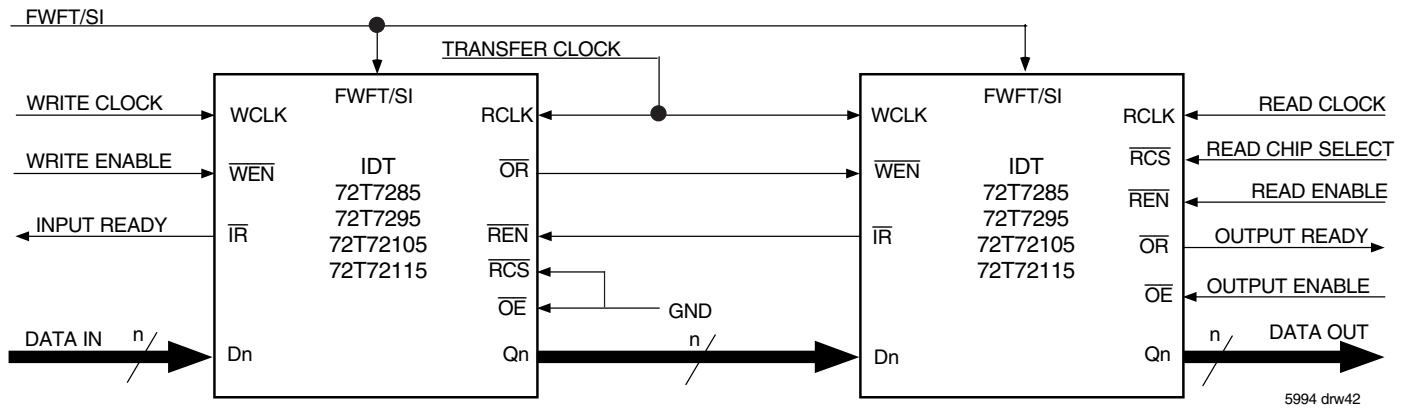 FWFT/SI
TRANSFER CLOCK
FWFT/SI
FWFT/SI
WRITE CLOCK
WCLK
RCLK
WCLK
RCLK
READ CLOCK
WRITE ENABLE
WEN
IDT
72T7285
72T7295
72T72105
72T72115
OR
WEN
IDT
72T7285
72T7295
72T72105
72T72115
RCS
READ CHIP SELECT
REN
READ ENABLE
INPUT READY
IR
REN
IR
OR
OUTPUT READY
RCS
OE
GND
OE
OUTPUT ENABLE
DATA IN
n
Dn
Qn
n
Dn
Qn
n
DATA OUT
5994 drw42